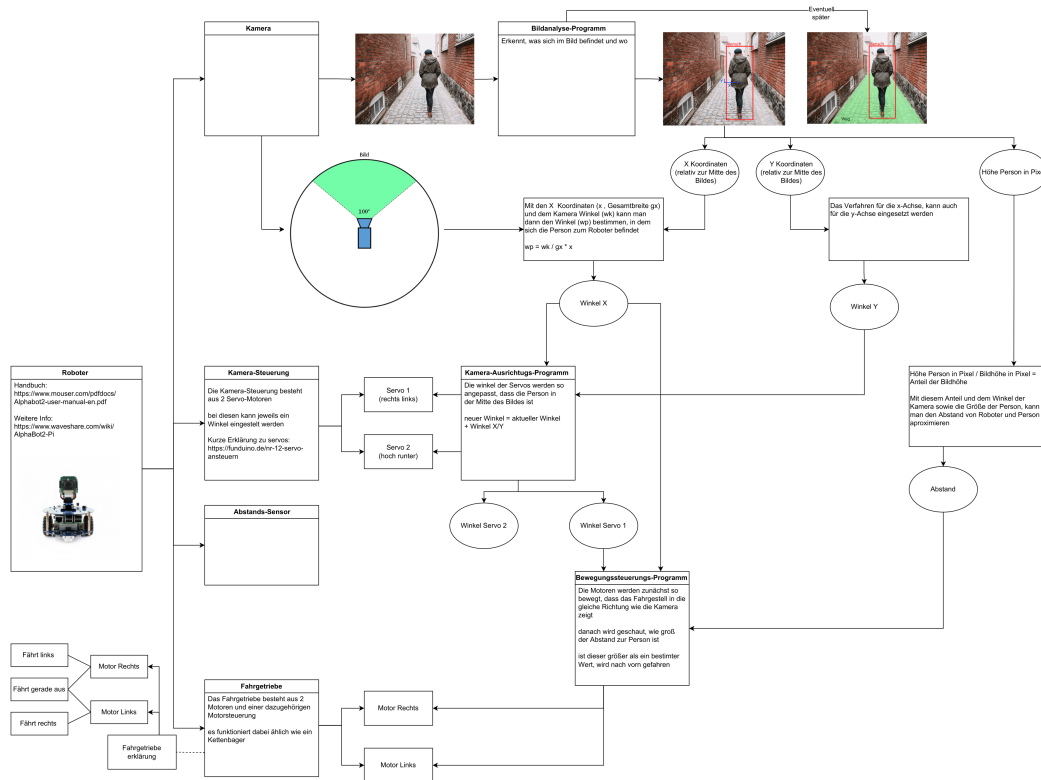 Eventuell
später
Kamera
Bildanalyse-Programm
Erkennt, was sich im Bild befindet und wo
Mensch
Mensch
Weg
Bild
100°
X Koordinaten
(relativ zur Mitte des
Bildes)
Y Koordinaten
(relativ zur Mitte des
Bildes)
Höhe Person in Pixel
Mit den X Koordinaten (x , Gesamtbreite gx)
und dem Kamera Winkel (wk) kann man
dann den Winkel (wp) bestimmen, in dem
sich die Person zum Roboter befindet
wp = wk / gx * x
Das Verfahren für die x-Achse, kann auch
für die y-Achse eingesetzt werden
Winkel X
Winkel Y
Roboter
Handbuch:
https://www.mouser.com/pdfdocs/
Alphabot2-user-manual-en.pdf
Weitere Info:
https://www.waveshare.com/wiki/
AlphaBot2-Pi
Kamera-Steuerung
Die Kamera-Steuerung besteht
aus 2 Servo-Motoren
bei diesen kann jeweils ein
Winkel eingestelt werden
Kurze Erklärung zu servos:
https://funduino.de/nr-12-servo-
ansteuern
Servo 1
(rechts links)
Servo 2
(hoch runter)
Kamera-Ausrichtugs-Programm
Die winkel der Servos werden so
angepasst, dass die Person in
der Mitte des Bildes ist
neuer Winkel = aktueller Winkel
+ Winkel X/Y
Höhe Person in Pixel / Bildhöhe in Pixel =
Anteil der Bildhöhe
Mit diesem Anteil und dem Winkel der
Kamera sowie die Größe der Person, kann
man den Abstand von Roboter und Person
aproximieren
Abstand
Abstands-Sensor
Winkel Servo 2
Winkel Servo 1
Bewegungssteuerungs-Programm
Die Motoren werden zunächst so
bewegt, dass das Fahrgestell in die
gleiche Richtung wie die Kamera
zeigt
danach wird geschaut, wie groß
der Abstand zur Person ist
ist dieser größer als ein bestimter
Wert, wird nach vorn gefahren
Fährt links
Fährt gerade aus
Fährt rechts
Motor Rechts
Motor Links
Fahrgetriebe
erklärung
Fahrgetriebe
Das Fahrgetriebe besteht aus 2
Motoren und einer dazugehörigen
Motorsteuerung
es funktioniert dabei ählich wie ein
Kettenbager
Motor Rechts
Motor Links